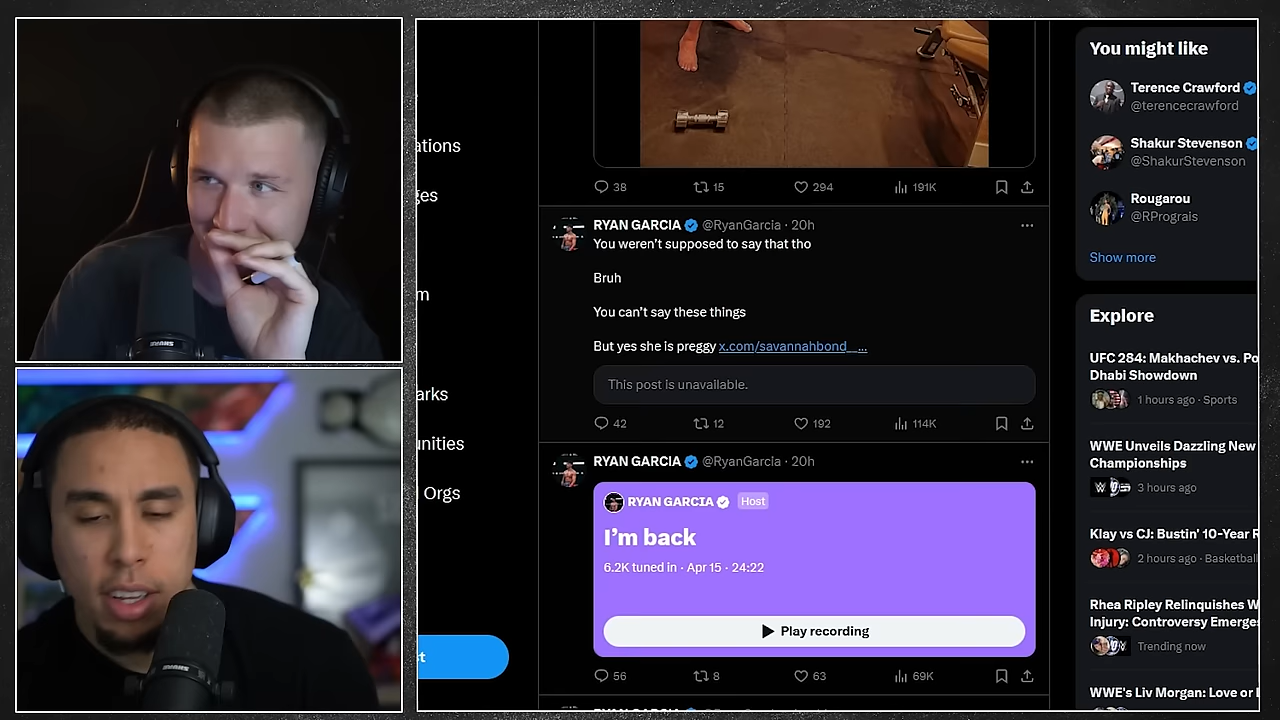 ations
ges
m
arks
unities
Orgs
t
38
15
294
191K
RYAN GARCIA @RyanGarcia · 20h
You weren't supposed to say that tho
Bruh
You can't say these things
But yes she is preggy x.com/savannahbond__...
This post is unavailable.
42
12
192
114K
RYAN GARCIA @RyanGarcia · 20h
RYAN GARCIA Host
I'm back
6.2K tuned in · Apr 15 · 24:22
Play recording
56
8
63
69K
You might like
Terence Crawford
@terencecrawford
Shakur Stevenson
@ShakurStevenson
Rougarou
@RPrograis
Show more
Explore
UFC 284: Makhachev vs. Po
Dhabi Showdown
1 hours ago · Sports
WWE Unveils Dazzling New
Championships
3 hours ago
Klay vs CJ: Bustin' 10-Year R
2 hours ago · Basketball
Rhea Ripley Relinquishes W
Injury: Controversy Emerges
Trending now
WWE's Liv Morgan: Love or